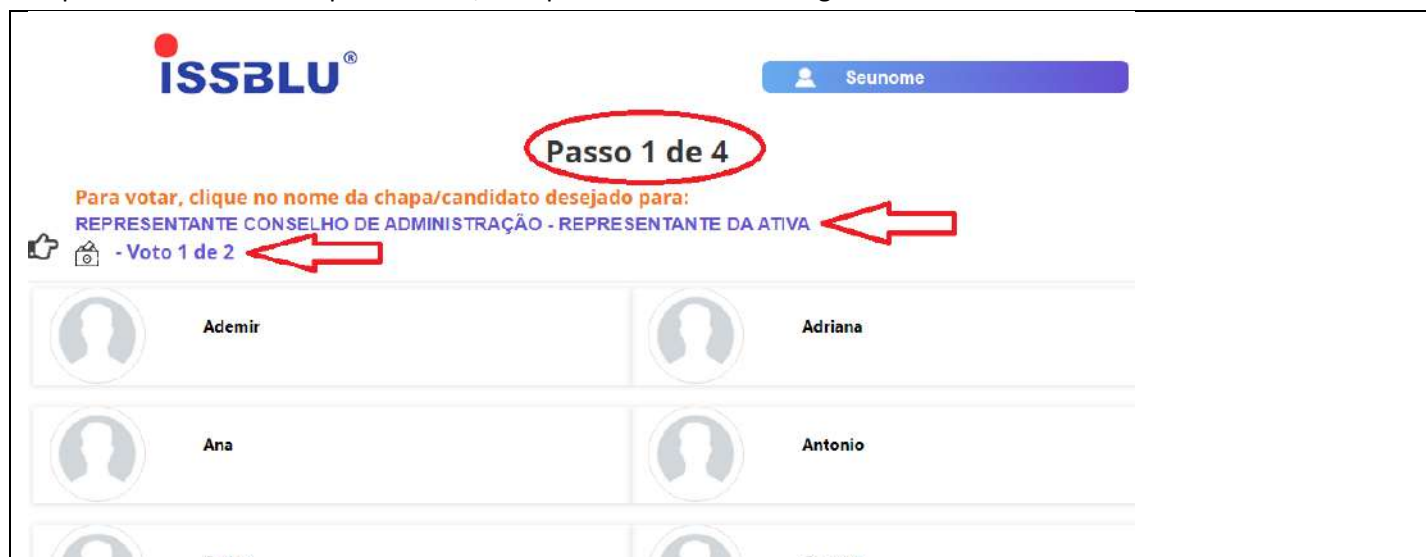 ISSBLU®
Seunome
Passo 1 de 4
Para votar, clique no nome da chapa/candidato desejado para:
REPRESENTANTE CONSELHO DE ADMINISTRAÇÃO - REPRESENTANTE DA ATIVA
- Voto 1 de 2
Ademir
Adriana
Ana
Antonio